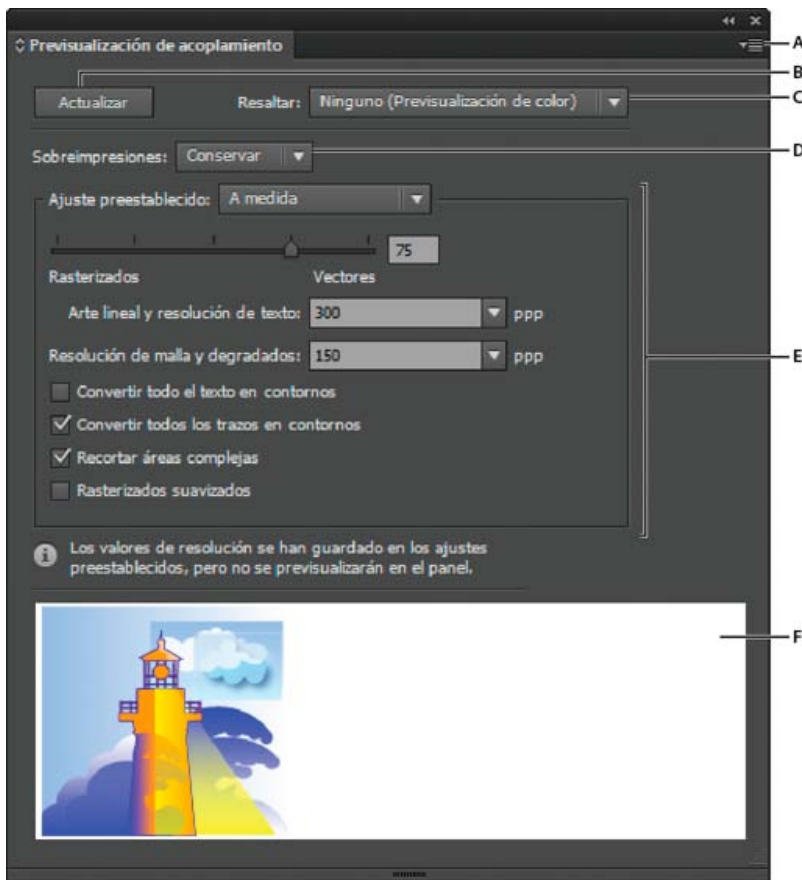 Previsualización de acoplamiento
A
B
Actualizar Resaltar: Ninguno (Previsualización de color) C
Sobreimpresiones: Conservar D
Ajuste preestablecido: A medida
75
Rasterizados Vectores
Arte lineal y resolución de texto: 300 ppp
Resolución de malla y degradados: 150 ppp E
Convertir todo el texto en contornos
Convertir todos los trazos en contornos
Recortar áreas complejas
Rasterizados suavizados
Los valores de resolución se han guardado en los ajustes
preestablecidos, pero no se previsualizarán en el panel.
F